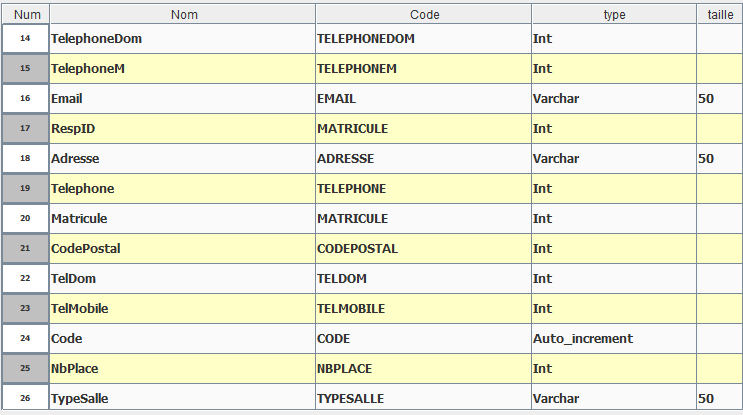 Num Nom Code type taille
14 TelephoneDom TELEPHONEDOM Int
15 TelephoneM TELEPHONEM Int
16 Email EMAIL Varchar 50
17 RespID MATRICULE Int
18 Adresse ADRESSE Varchar 50
19 Telephone TELEPHONE Int
20 Matricule MATRICULE Int
21 CodePostal CODEPOSTAL Int
22 TelDom TELDOM Int
23 TelMobile TELMOBILE Int
24 Code CODE Auto_increment
25 NbPlace NBPLACE Int
26 TypeSalle TYPESALLE Varchar 50